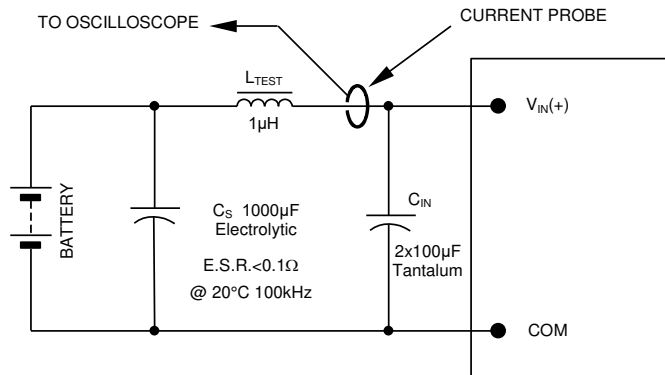 TO OSCILLOSCOPE
CURRENT PROBE
LTEST
1µH
VIN(+)
BATTERY
CS 1000µF
Electrolytic
E.S.R.<0.1Ω
@ 20°C 100kHz
CIN
2x100µF
Tantalum
COM